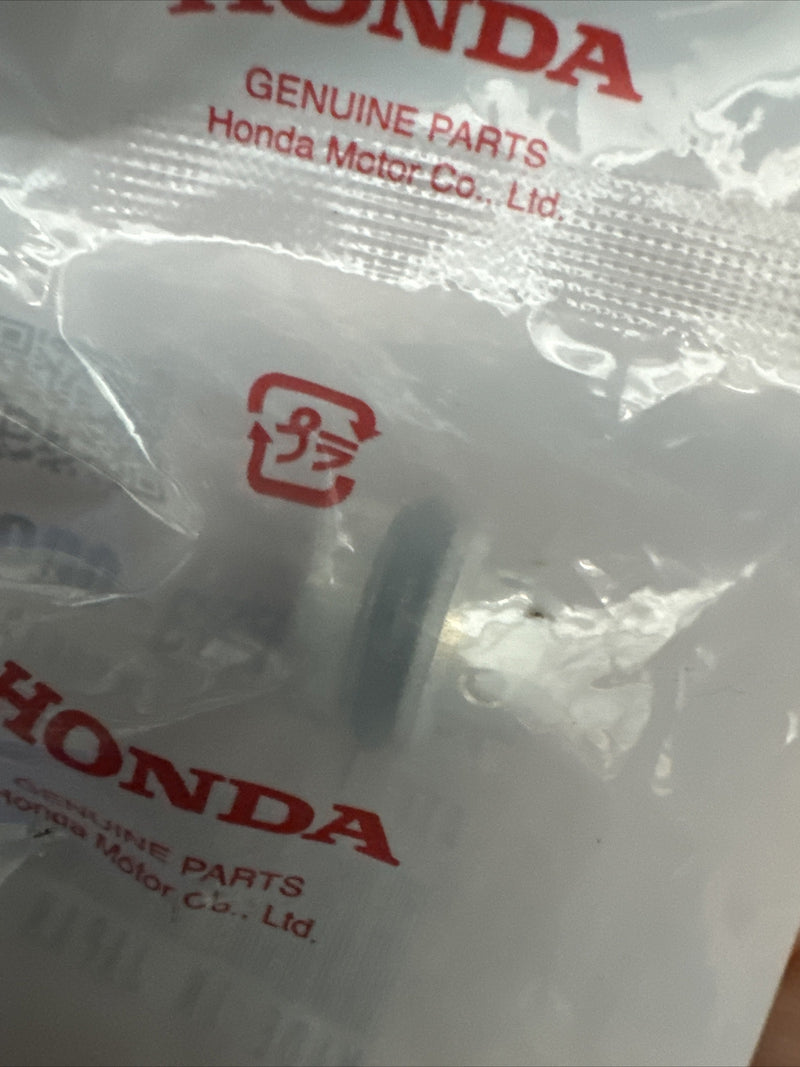 HONDA
GENUINE PARTS
Honda Motor Co., Ltd.
プラ
HONDA
GENUINE PARTS
Honda Motor Co., Ltd.